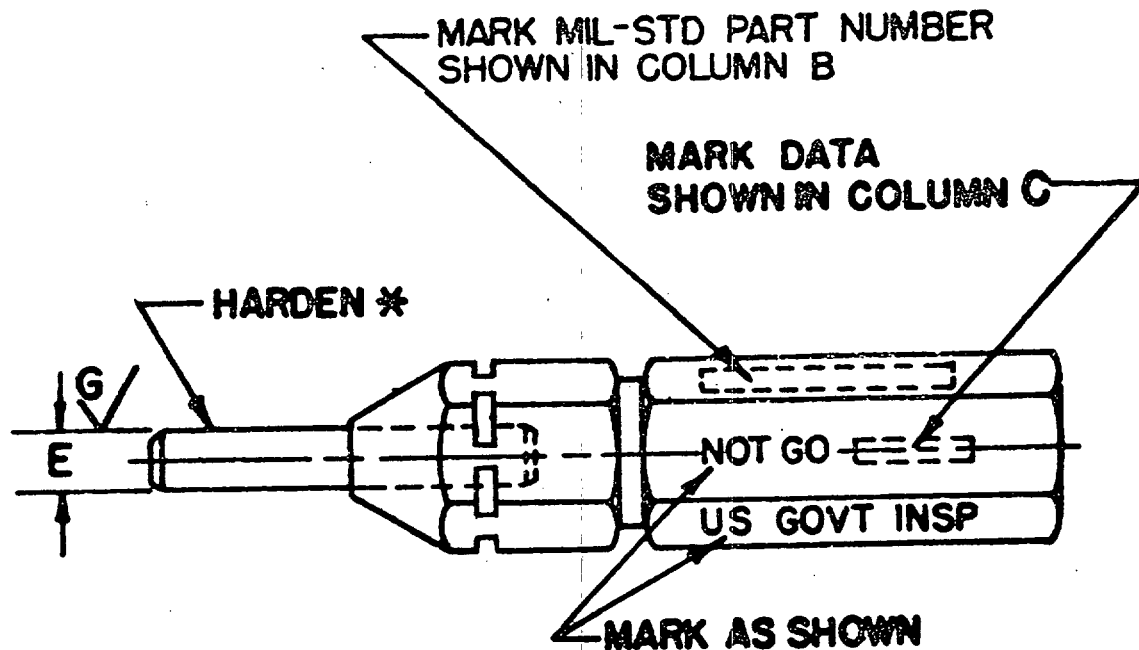 MARK MIL-STD PART NUMBER
SHOWN IN COLUMN B
MARK DATA
SHOWN IN COLUMN C
HARDEN *
G
E
NOT GO
US GOVT INSP
MARK AS SHOWN